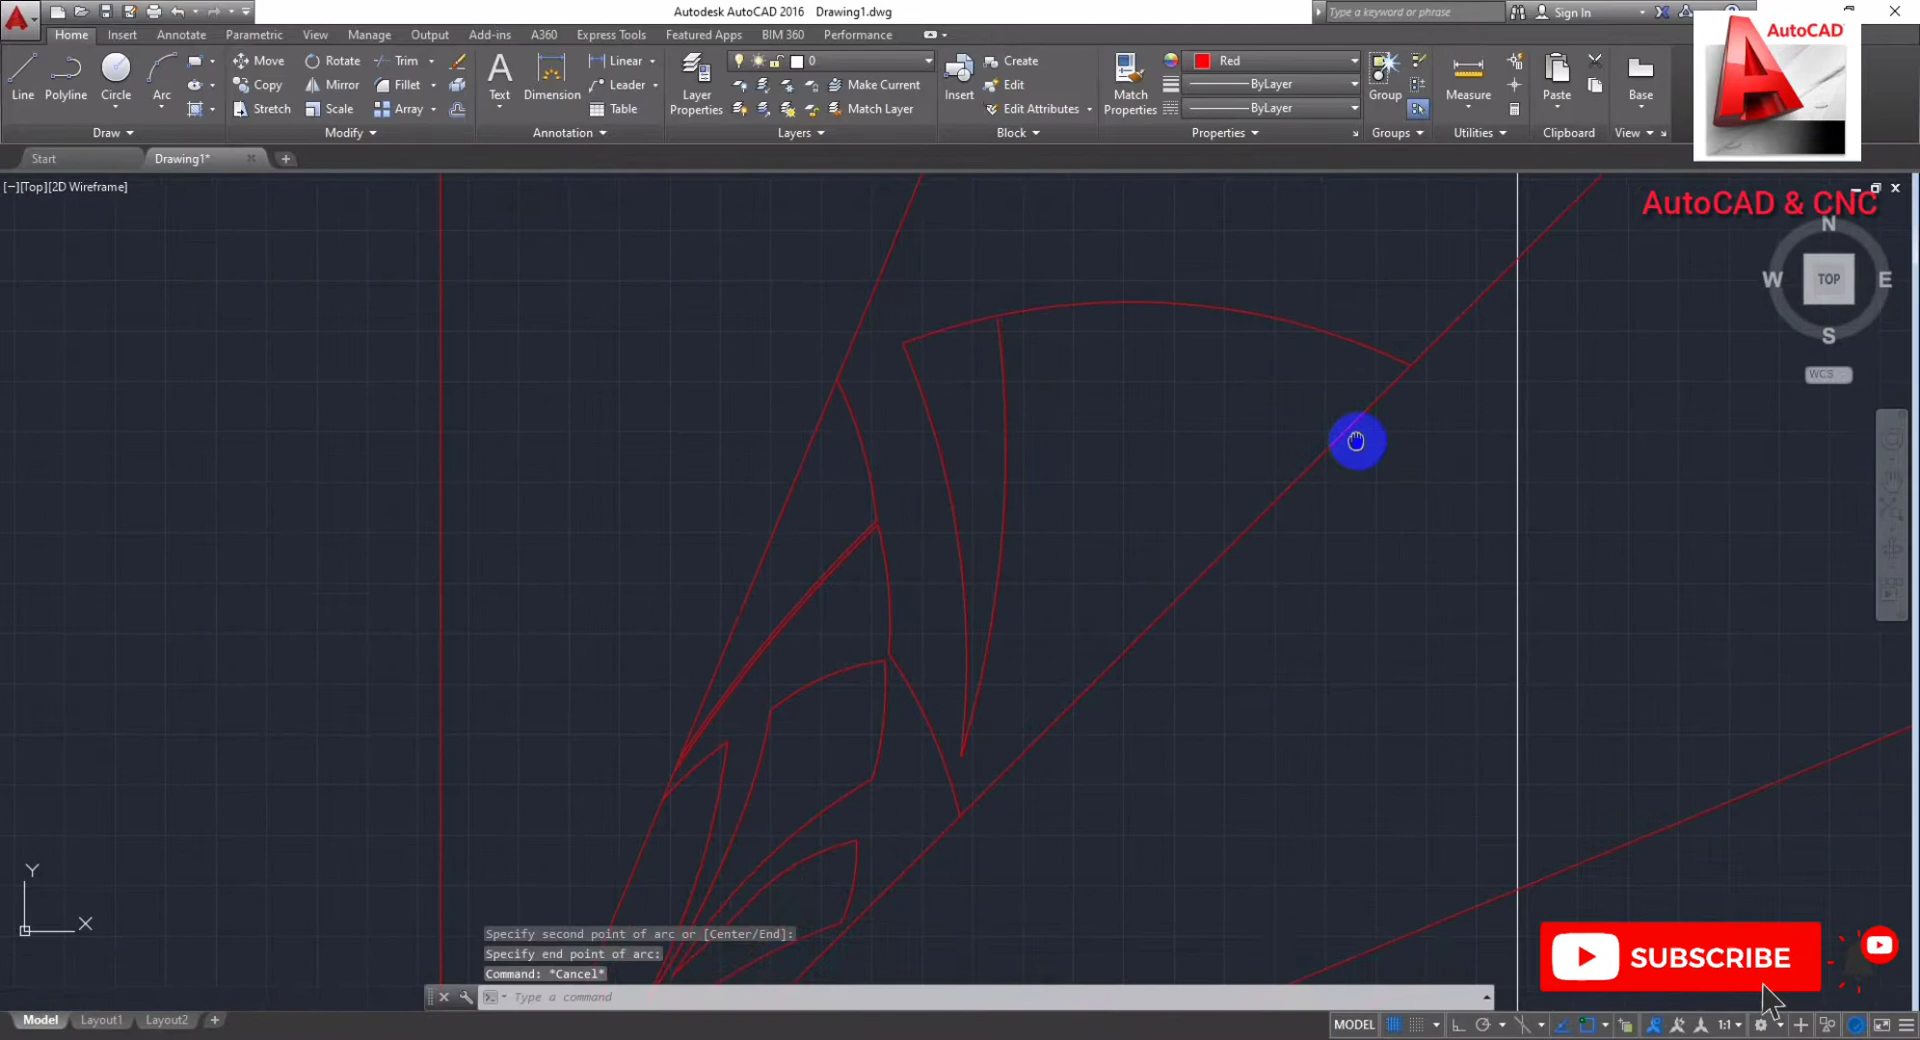 Autodesk AutoCAD 2016 Drawing1.dwg
Type a keyword or phrase
Sign In
Home Insert Annotate Parametric View Manage Output Add-ins A360 Express Tools Featured Apps BIM 360 Performance
Line
Polyline
Circle
Arc
Move
Copy
Stretch
Rotate
Mirror
Scale
Trim
Fillet
Array
Text
Dimension
Linear
Leader
Table
Layer
Properties
0
Make Current
Match Layer
Insert
Create
Edit
Edit Attributes
Match
Properties
Red
ByLayer
ByLayer
Group
Measure
Paste
Base
Draw Modify Annotation Layers Block Properties Groups Utilities Clipboard View
AutoCAD
Start Drawing1*
[−][Top][2D Wireframe]
AutoCAD & CNC
N
W TOP E
S
WCS
Y
X
Specify second point of arc or [Center/End]:
Specify end point of arc:
Command: *Cancel*
Type a command
SUBSCRIBE
Model Layout1 Layout2
MODEL 1:1